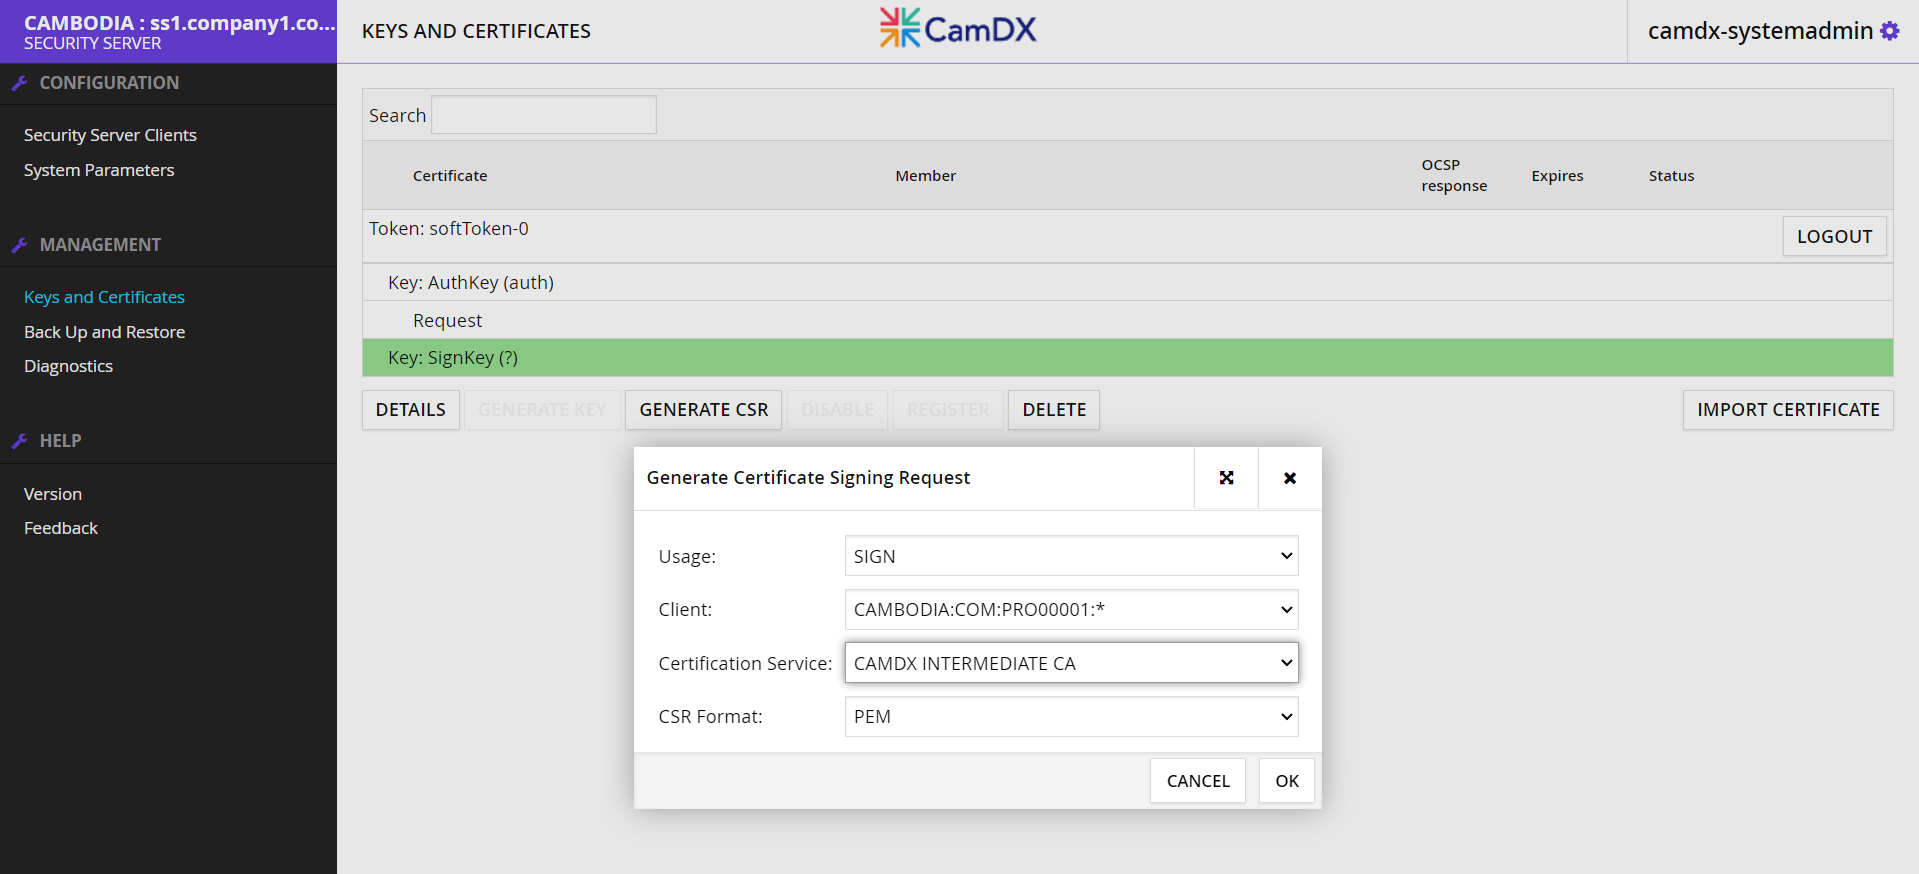 CAMBODIA : ss1.company1.co...
SECURITY SERVER
KEYS AND CERTIFICATES
CamDX
camdx-systemadmin
CONFIGURATION
Security Server Clients
System Parameters
MANAGEMENT
Keys and Certificates
Back Up and Restore
Diagnostics
HELP
Version
Feedback
Search
Certificate Member OCSP response Expires Status
Token: softToken-0
LOGOUT
Key: AuthKey (auth)
Request
Key: SignKey (?)
DETAILS GENERATE KEY GENERATE CSR DISABLE REGISTER DELETE IMPORT CERTIFICATE
Generate Certificate Signing Request
Usage: SIGN
Client: CAMBODIA:COM:PRO00001:*
Certification Service: CAMDX INTERMEDIATE CA
CSR Format: PEM
CANCEL OK